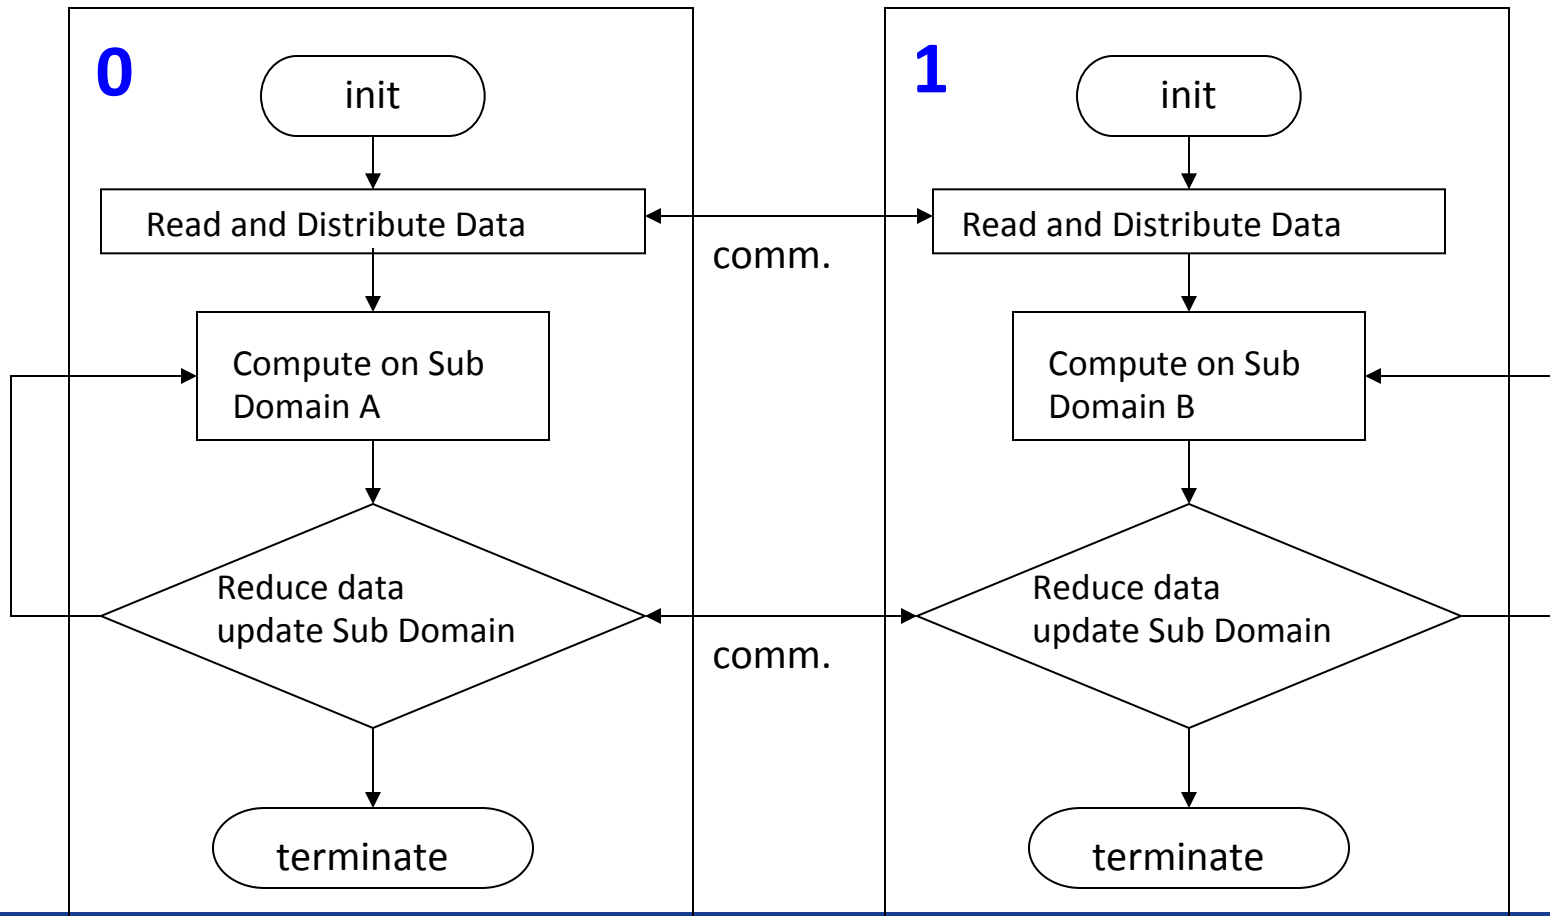 0
init
Read and Distribute Data
Compute on Sub
Domain A
Reduce data
update Sub Domain
terminate
comm.
comm.
1
init
Read and Distribute Data
Compute on Sub
Domain B
Reduce data
update Sub Domain
terminate